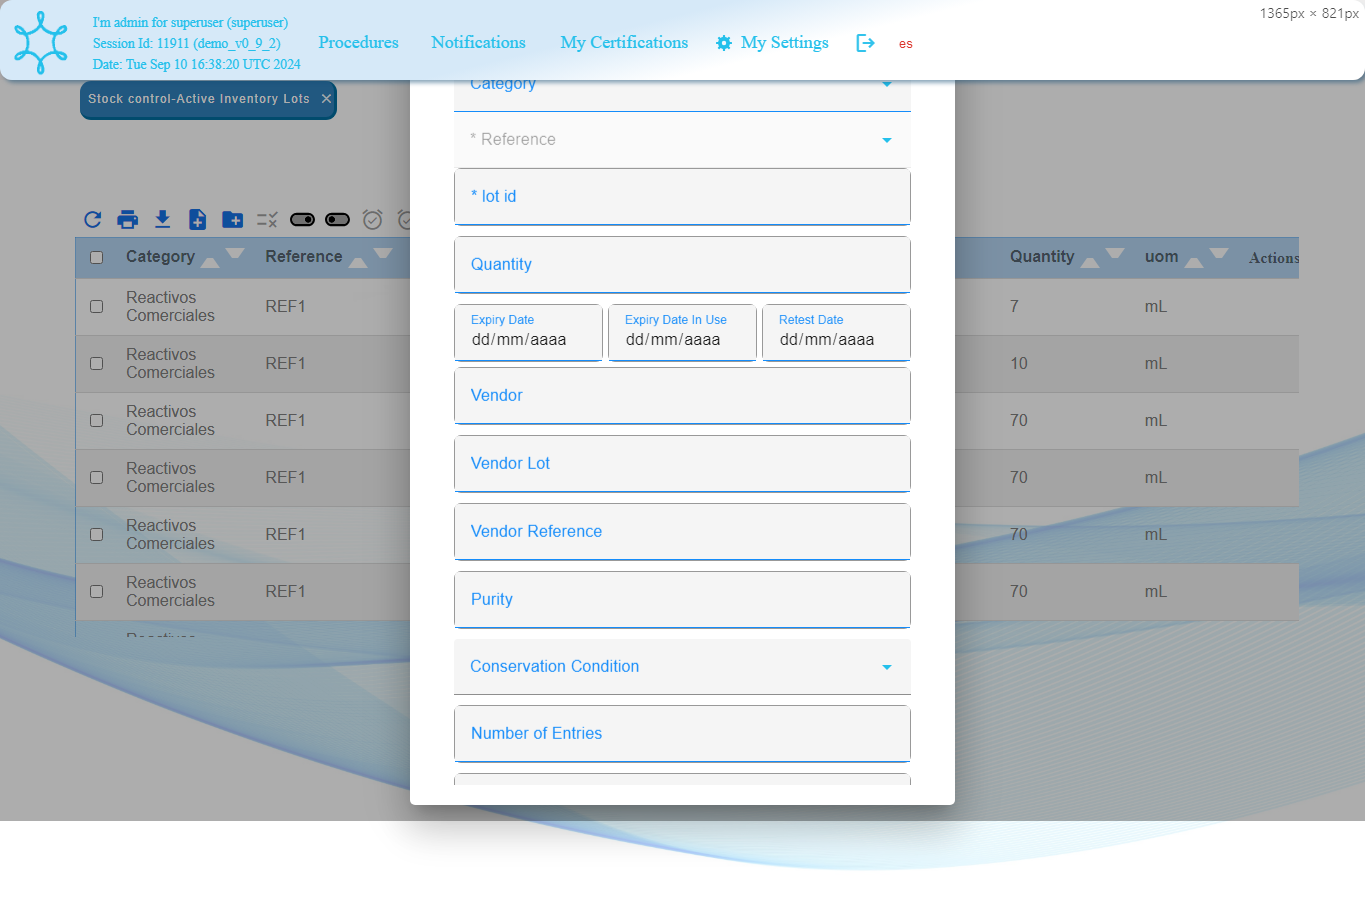 1365px × 821px
I'm admin for superuser (superuser)
Session Id: 11911 (demo_v0_9_2)
Date: Tue Sep 10 16:38:20 UTC 2024
Procedures
Notifications
My Certifications
My Settings
es
Stock control-Active Inventory Lots ×
Category
* Reference
* lot id
Quantity
Expiry Date
dd/mm/aaaa
Expiry Date In Use
dd/mm/aaaa
Retest Date
dd/mm/aaaa
Vendor
Vendor Lot
Vendor Reference
Purity
Conservation Condition
Number of Entries
Category Reference Quantity uom Actions
Reactivos
Comerciales
REF1 7 mL
Reactivos
Comerciales
REF1 10 mL
Reactivos
Comerciales
REF1 70 mL
Reactivos
Comerciales
REF1 70 mL
Reactivos
Comerciales
REF1 70 mL
Reactivos
Comerciales
REF1 70 mL